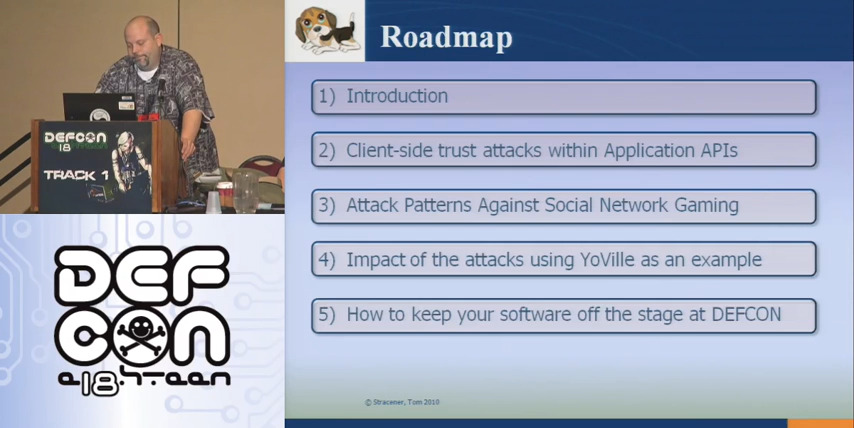 DEFCON
18
TRACK 1
DEF
CON
Roadmap
1) Introduction
2) Client-side trust attacks within Application APIs
3) Attack Patterns Against Social Network Gaming
4) Impact of the attacks using YoVille as an example
5) How to keep your software off the stage at DEFCON
© Stracener, Tom 2010